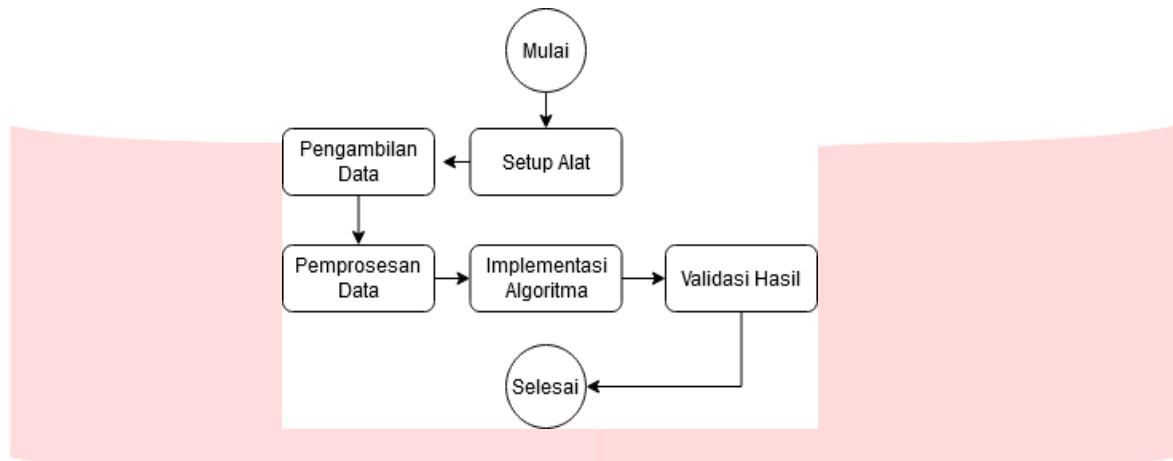 Mulai
Setup Alat
Pengambilan
Data
Pemprosesan
Data
Implementasi
Algoritma
Validasi Hasil
Selesai